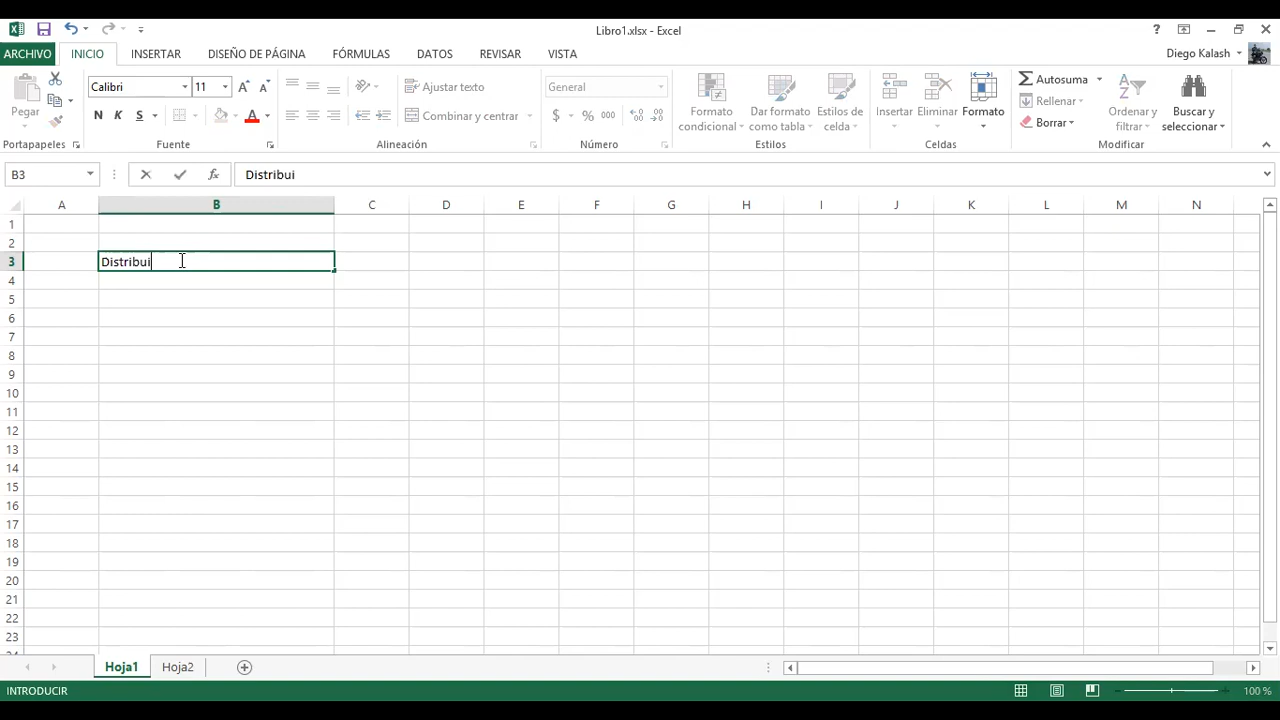 Libro1.xlsx - Excel
ARCHIVO INICIO INSERTAR DISEÑO DE PÁGINA FÓRMULAS DATOS REVISAR VISTA Diego Kalash
Pegar
Portapapeles
Calibri 11
N K S
Fuente
Ajustar texto
Combinar y centrar
Alineación
General
$ % 000
Número
Formato condicional
Dar formato como tabla
Estilos de celda
Estilos
Insertar Eliminar Formato
Celdas
Autosuma
Rellenar
Borrar
Ordenar y filtrar
Buscar y seleccionar
Modificar
B3 fx Distribui
A B C D E F G H I J K L M N
1
2
3 Distribui
4
5
6
7
8
9
10
11
12
13
14
15
16
17
18
19
20
21
22
23
Hoja1 Hoja2
INTRODUCIR 100 %